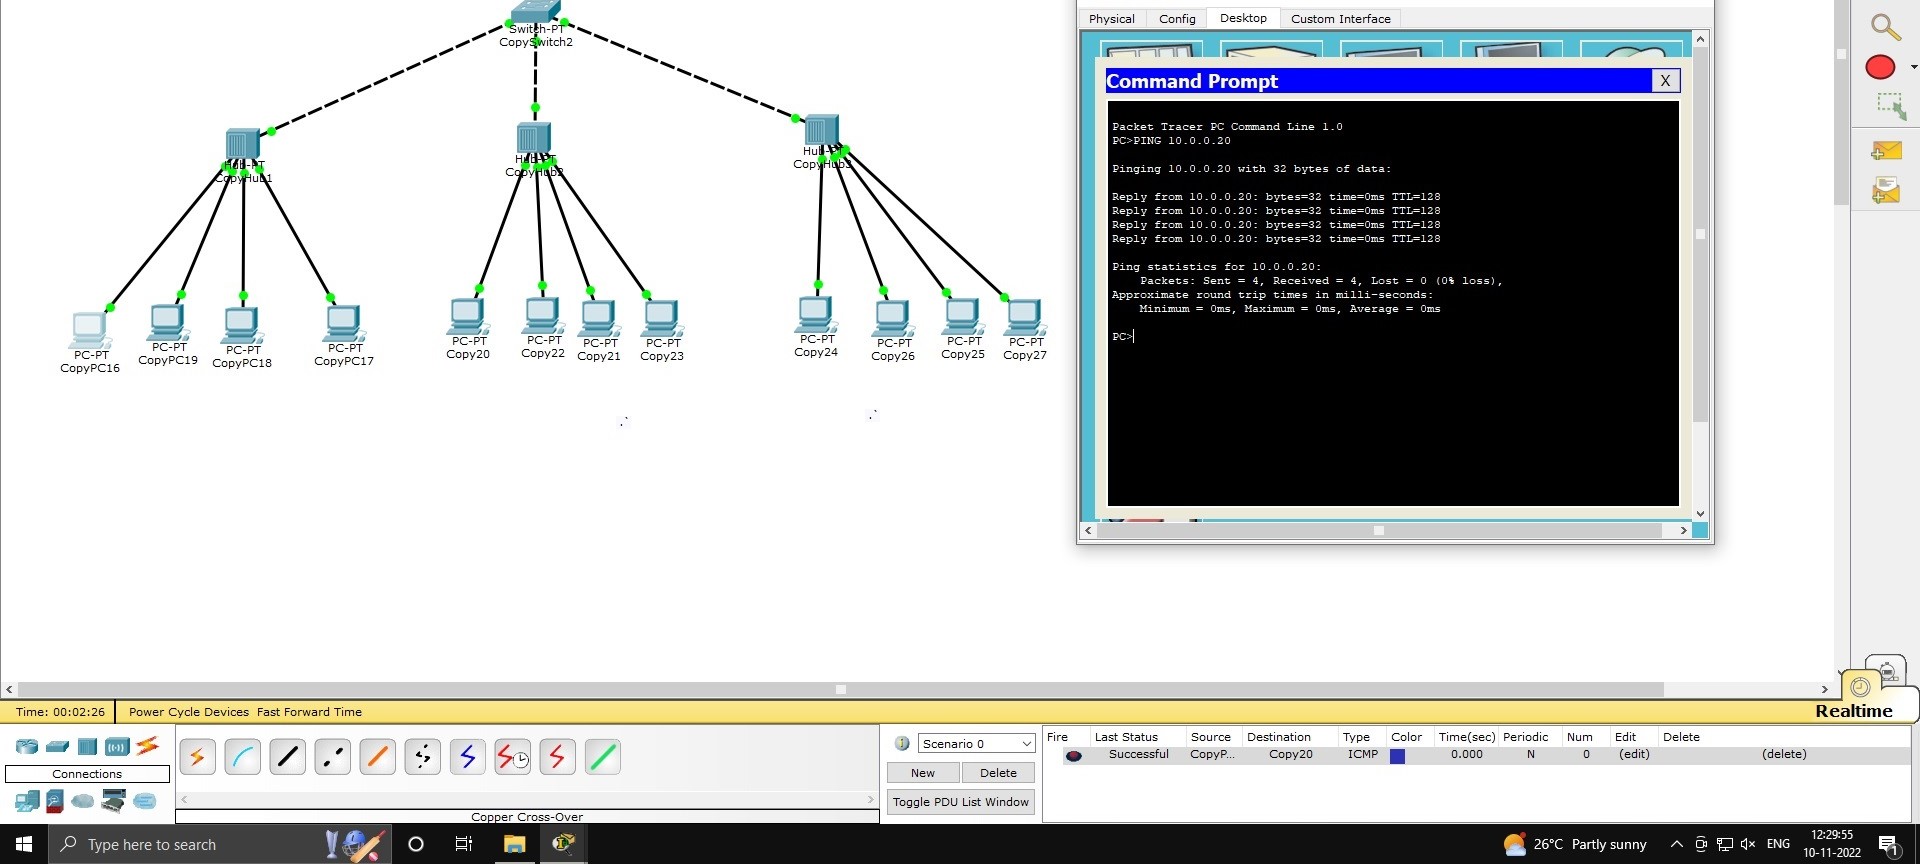 Switch-PT
CopySwitch2
Hub-PT
CopyHub1
Hub-PT
CopyHub2
Hub-PT
CopyHub3
PC-PT
CopyPC16
PC-PT
CopyPC19
PC-PT
CopyPC18
PC-PT
CopyPC17
PC-PT
Copy20
PC-PT
Copy22
PC-PT
Copy21
PC-PT
Copy23
PC-PT
Copy24
PC-PT
Copy26
PC-PT
Copy25
PC-PT
Copy27
Physical Config Desktop Custom Interface
Command Prompt X
Packet Tracer PC Command Line 1.0
PC>PING 10.0.0.20
Pinging 10.0.0.20 with 32 bytes of data:
Reply from 10.0.0.20: bytes=32 time=0ms TTL=128
Reply from 10.0.0.20: bytes=32 time=0ms TTL=128
Reply from 10.0.0.20: bytes=32 time=0ms TTL=128
Reply from 10.0.0.20: bytes=32 time=0ms TTL=128
Ping statistics for 10.0.0.20:
Packets: Sent = 4, Received = 4, Lost = 0 (0% loss),
Approximate round trip times in milli-seconds:
Minimum = 0ms, Maximum = 0ms, Average = 0ms
PC>
Time: 00:02:26 Power Cycle Devices Fast Forward Time
Realtime
Connections
Copper Cross-Over
Scenario 0
New Delete
Toggle PDU List Window
Fire Last Status Source Destination Type Color Time(sec) Periodic Num Edit Delete
Successful CopyP... Copy20 ICMP 0.000 N 0 (edit) (delete)
Type here to search
26°C Partly sunny
ENG
12:29:55
10-11-2022
1